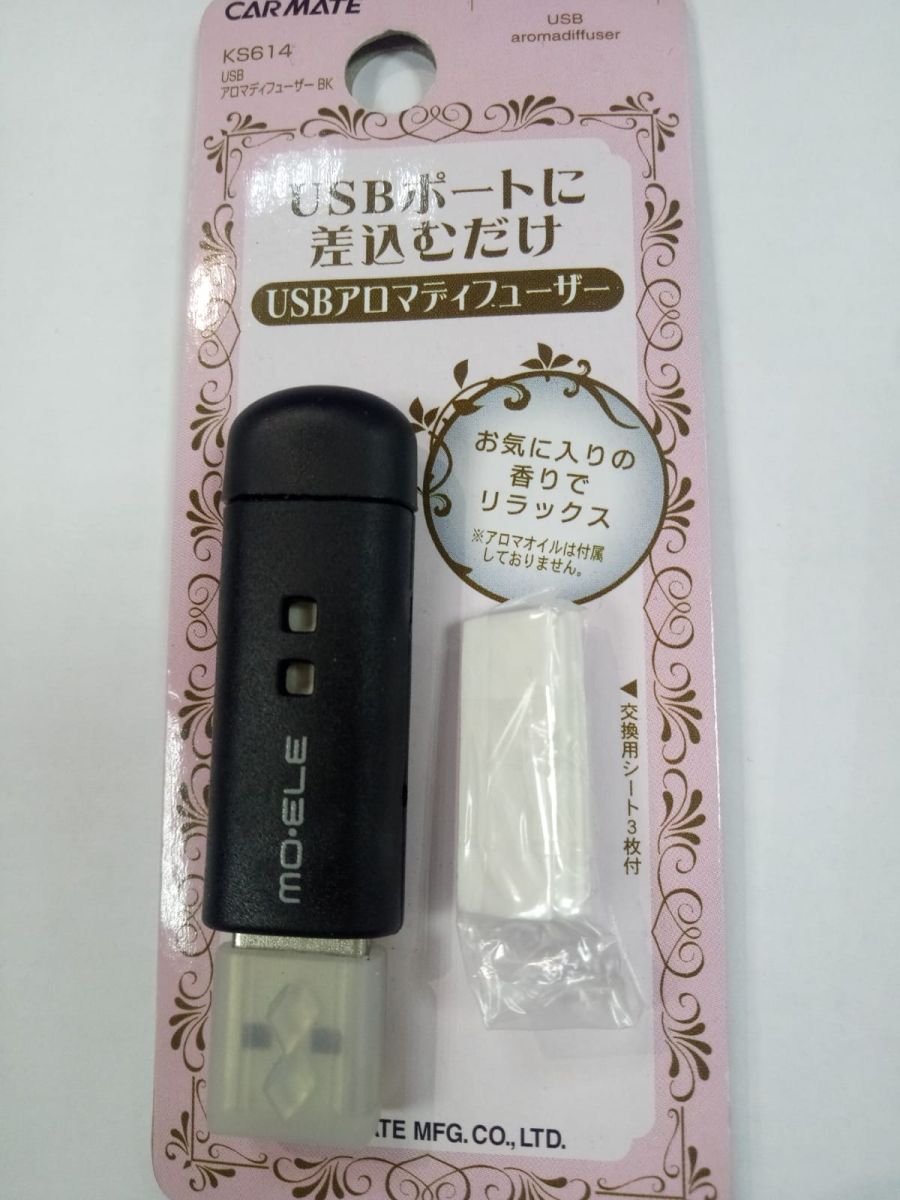 CARMATE
KS614
USB
アロマディフューザー BK
USB
aromadiffuser
USBポートに
差込むだけ
USBアロマディフューザー
お気に入りの
香りで
リラックス
※アロマオイルは付属
しておりません。
◀交換用シート3枚付
MO·ELE
ATE MFG.CO.,LTD.